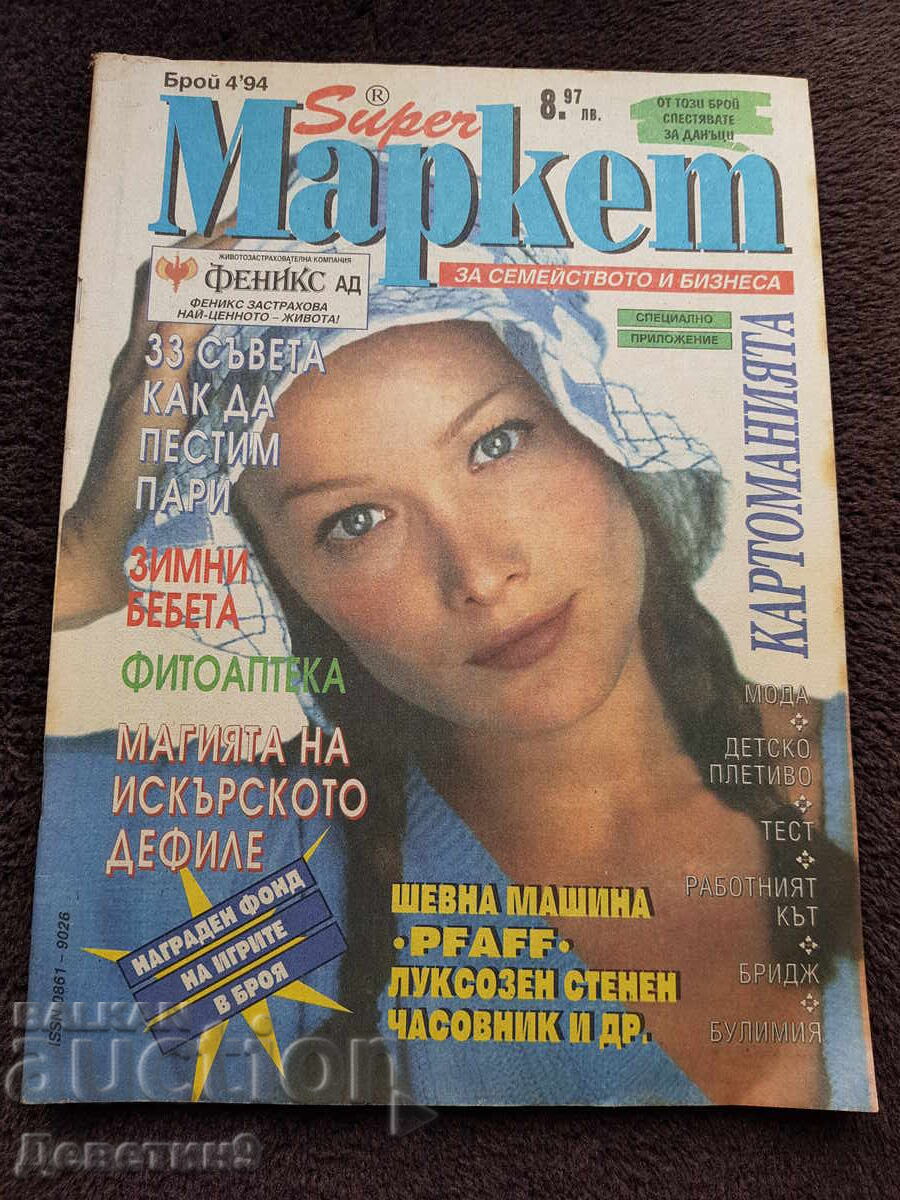 Брой 4'94
Super ®
Маркет
8.97 лв.
ОТ ТОЗИ БРОЙ
СПЕСТЯВАТЕ
ЗА ДАНЪЦИ
ЗА СЕМЕЙСТВОТО И БИЗНЕСА
ЖИВОТОЗАСТРАХОВАТЕЛНА КОМПАНИЯ
ФЕНИКС АД
ФЕНИКС ЗАСТРАХОВА
НАЙ-ЦЕННОТО – ЖИВОТА!
СПЕЦИАЛНО
ПРИЛОЖЕНИЕ
КАРТОМАНИЯТА
33 СЪВЕТА
КАК ДА
ПЕСТИМ
ПАРИ
ЗИМНИ
БЕБЕТА
ФИТОАПТЕКА
МАГИЯТА НА
ИСКЪРСКОТО
ДЕФИЛЕ
МОДА
ДЕТСКО
ПЛЕТИВО
ТЕСТ
РАБОТНИЯТ
КЪТ
БРИДЖ
БУЛИМИЯ
НАГРАДЕН ФОНД
НА ИГРИТЕ
В БРОЯ
ШЕВНА МАШИНА
·PFAFF·
ЛУКСОЗЕН СТЕНЕН
ЧАСОВНИК И ДР.
ISSN 0861 – 9026
BALKAN
auction
Деветин9